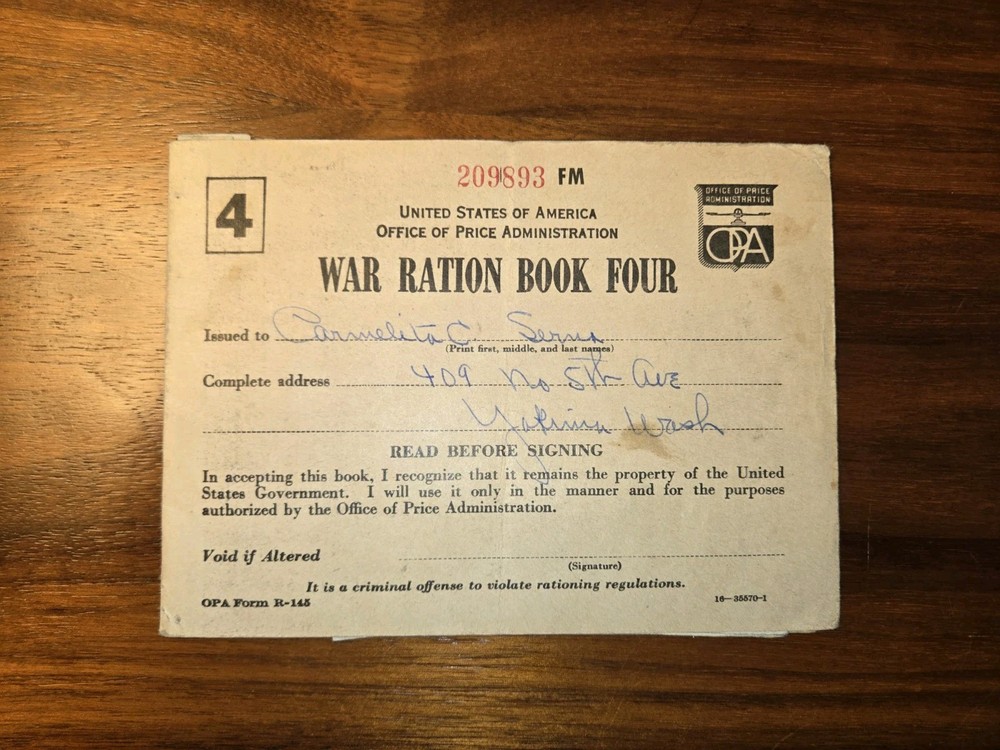 209893 FM
4
OFFICE OF PRICE
ADMINISTRATION
OPA
UNITED STATES OF AMERICA
OFFICE OF PRICE ADMINISTRATION
WAR RATION BOOK FOUR
Issued to Carmelita C. Serna
(Print first, middle, and last names)
Complete address 409 No 5th Ave
Yakima Wash
READ BEFORE SIGNING
In accepting this book, I recognize that it remains the property of the United
States Government. I will use it only in the manner and for the purposes
authorized by the Office of Price Administration.
Void if Altered
(Signature)
It is a criminal offense to violate rationing regulations.
OPA Form R-145
16—35570-1